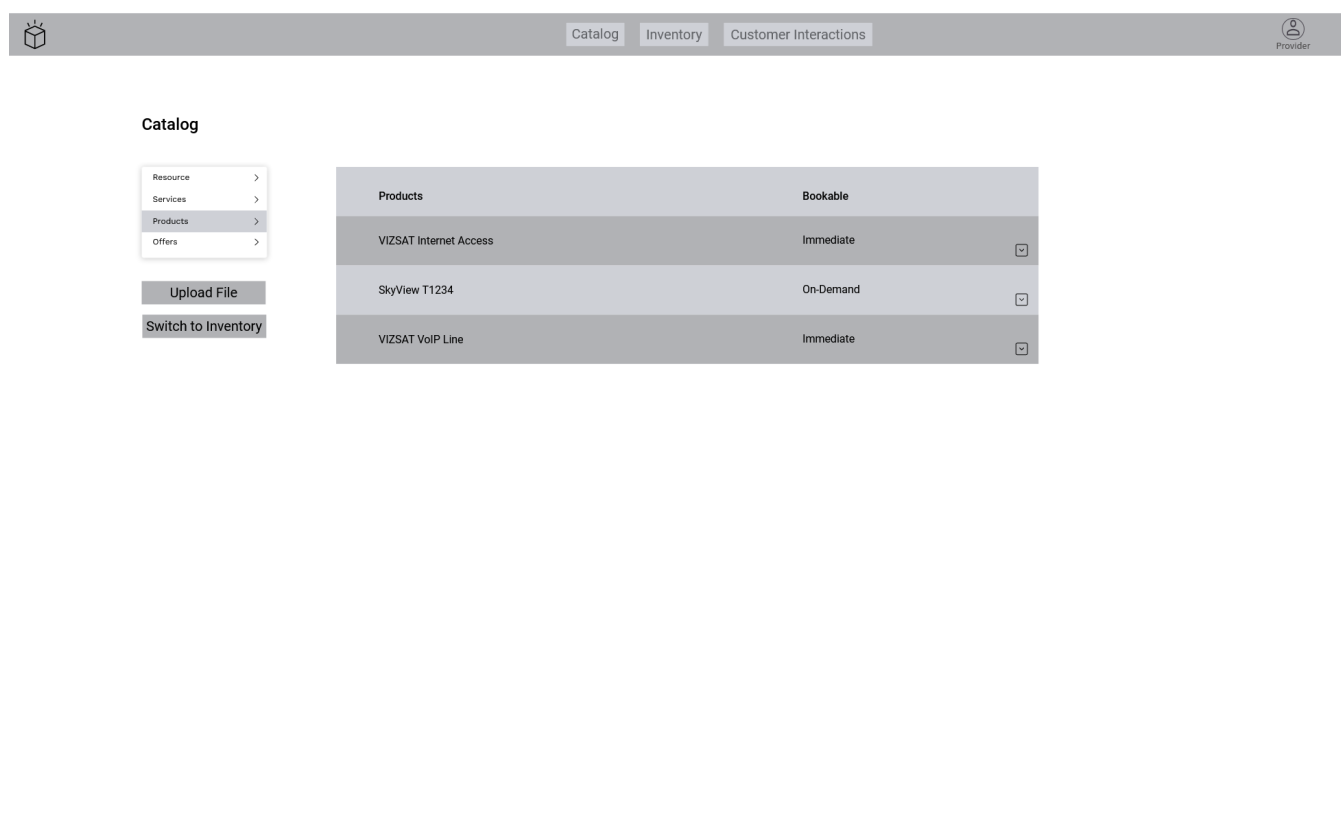 Catalog
Inventory
Customer Interactions
Provider
Catalog
Resource
Services
Products
Offers
Upload File
Switch to Inventory
Products Bookable
VIZSAT Internet Access Immediate
SkyView T1234 On-Demand
VIZSAT VoIP Line Immediate